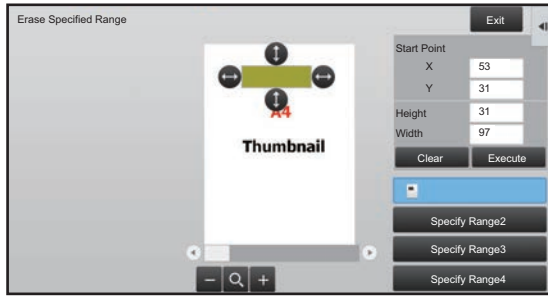 Erase Specified Range
Exit
Start Point
X 53
Y 31
Height 31
Width 97
Clear Execute
A4
Thumbnail
Specify Range2
Specify Range3
Specify Range4